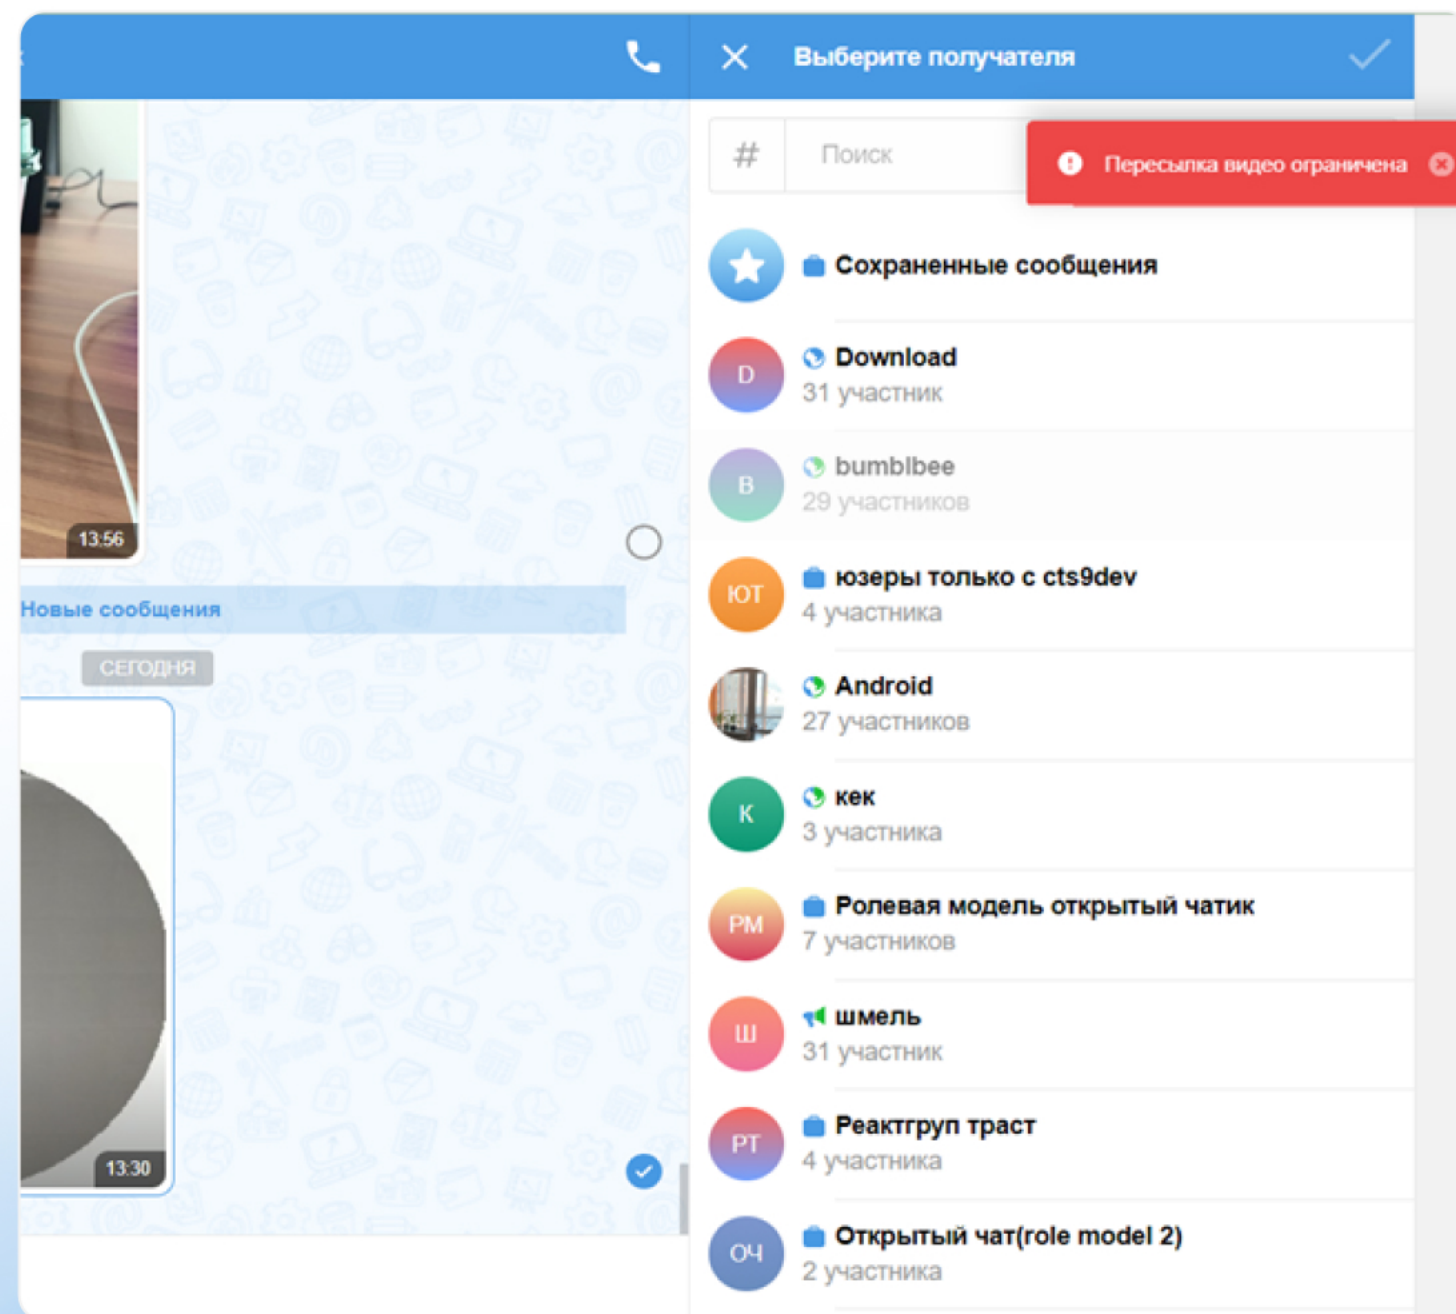 Выберите получателя
#
Поиск
Пересылка видео ограничена
13:56
Новые сообщения
СЕГОДНЯ
13:30
Сохраненные сообщения
D
Download
31 участник
B
bumblbee
29 участников
ЮТ
юзеры только с cts9dev
4 участника
Android
27 участников
К
кек
3 участника
РМ
Ролевая модель открытый чатик
7 участников
Ш
шмель
31 участник
РТ
Реактгруп траст
4 участника
ОЧ
Открытый чат(role model 2)
2 участника